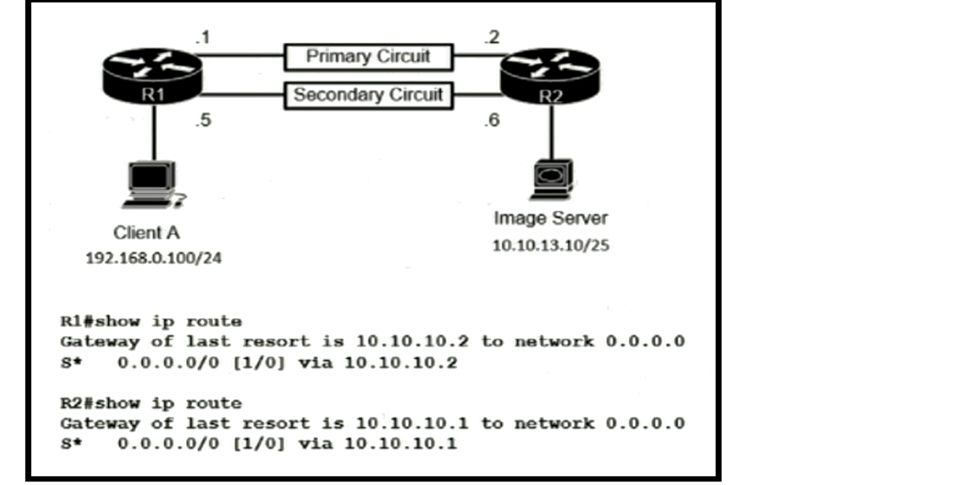 .1
.2
Primary Circuit
R1
Secondary Circuit
R2
.5
.6
Client A
192.168.0.100/24
Image Server
10.10.13.10/25
R1#show ip route
Gateway of last resort is 10.10.10.2 to network 0.0.0.0
S* 0.0.0.0/0 [1/0] via 10.10.10.2
R2#show ip route
Gateway of last resort is 10.10.10.1 to network 0.0.0.0
S* 0.0.0.0/0 [1/0] via 10.10.10.1